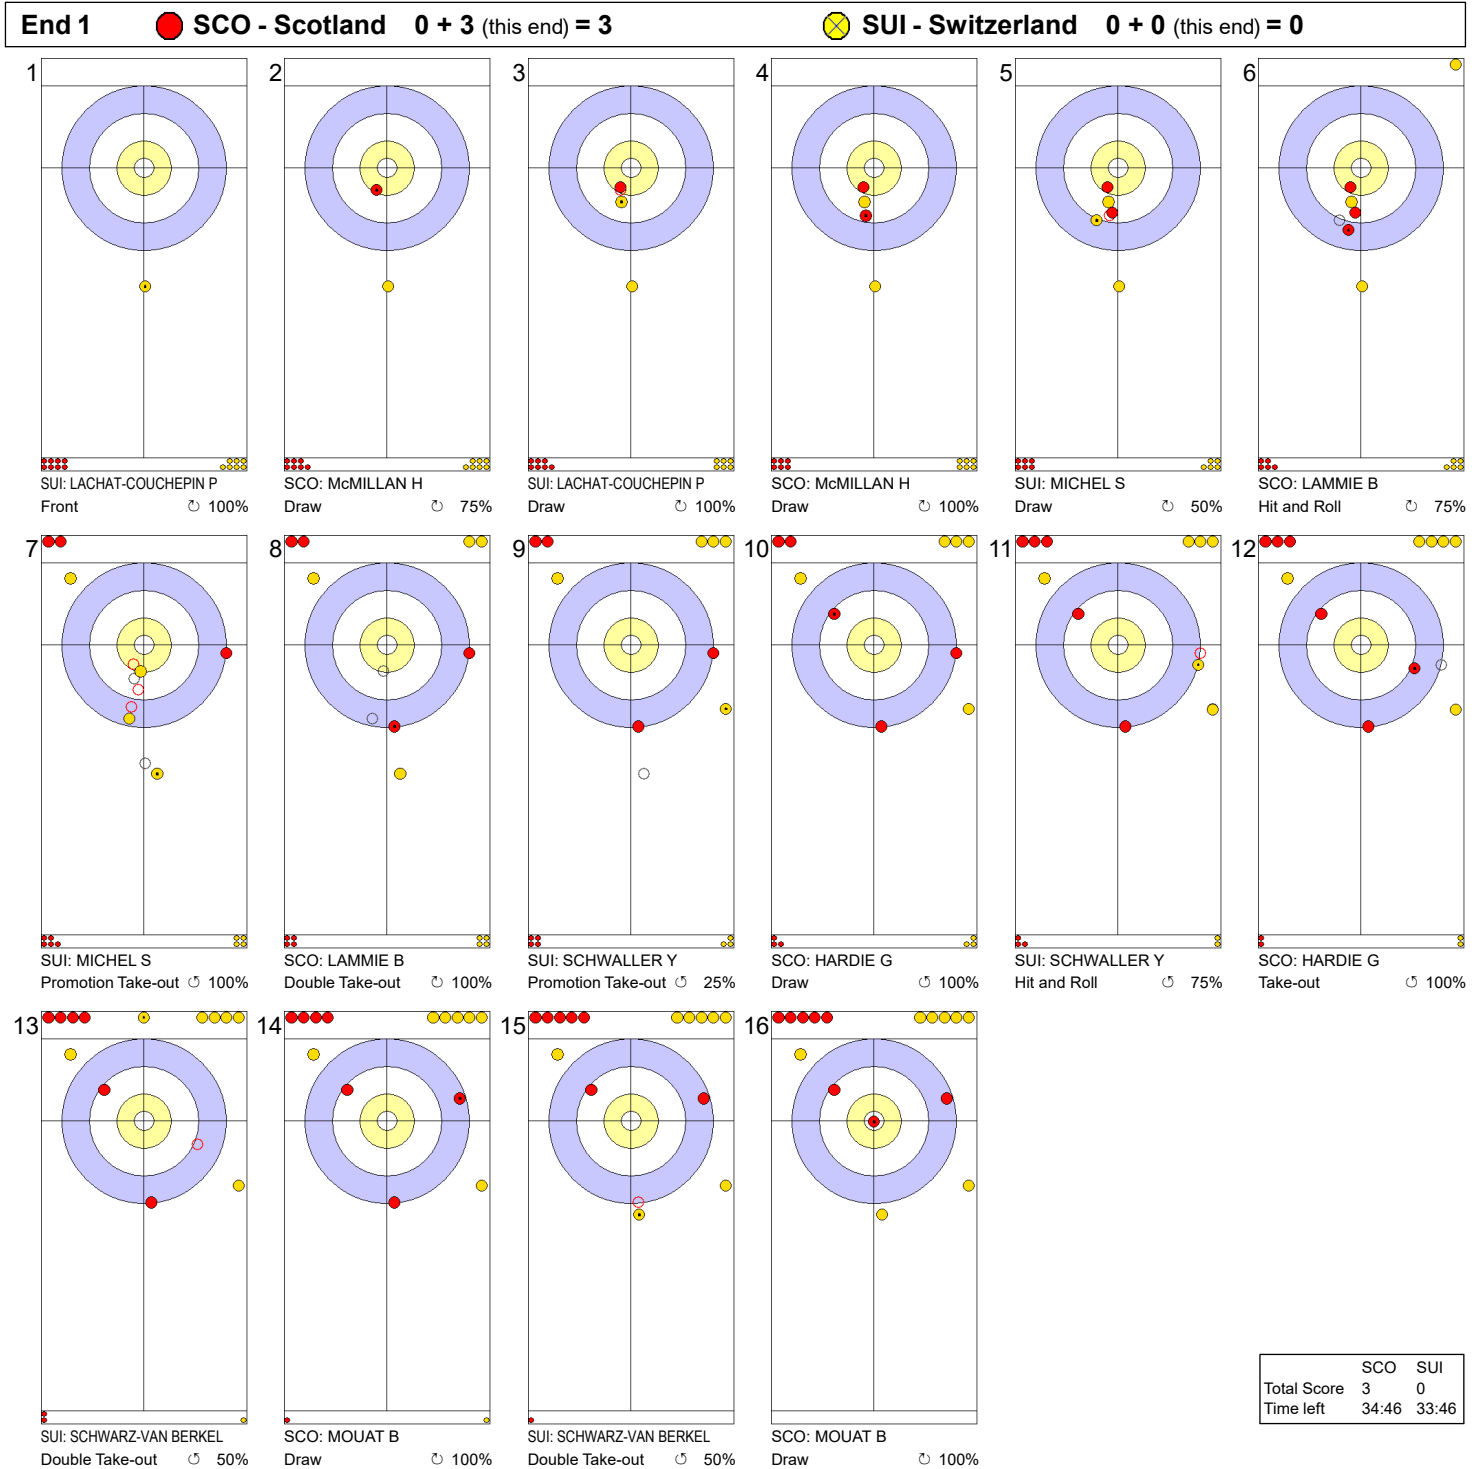 End 1 SCO - Scotland 0 + 3 (this end) = 3 SUI - Switzerland 0 + 0 (this end) = 0
1 2 3 4 5 6
SUI: LACHAT-COUCHEPIN P SCO: McMILLAN H SUI: LACHAT-COUCHEPIN P SCO: McMILLAN H SUI: MICHEL S SCO: LAMMIE B
Front ↻ 100% Draw ↻ 75% Draw ↻ 100% Draw ↻ 100% Draw ↻ 50% Hit and Roll ↻ 75%
7 8 9 10 11 12
SUI: MICHEL S SCO: LAMMIE B SUI: SCHWALLER Y SCO: HARDIE G SUI: SCHWALLER Y SCO: HARDIE G
Promotion Take-out ↺ 100% Double Take-out ↺ 100% Promotion Take-out ↺ 25% Draw ↺ 100% Hit and Roll ↺ 75% Take-out ↺ 100%
13 14 15 16
SUI: SCHWARZ-VAN BERKEL SCO: MOUAT B SUI: SCHWARZ-VAN BERKEL SCO: MOUAT B
Double Take-out ↺ 50% Draw ↻ 100% Double Take-out ↺ 50% Draw ↻ 100%
SCO SUI
Total Score 3 0
Time left 34:46 33:46